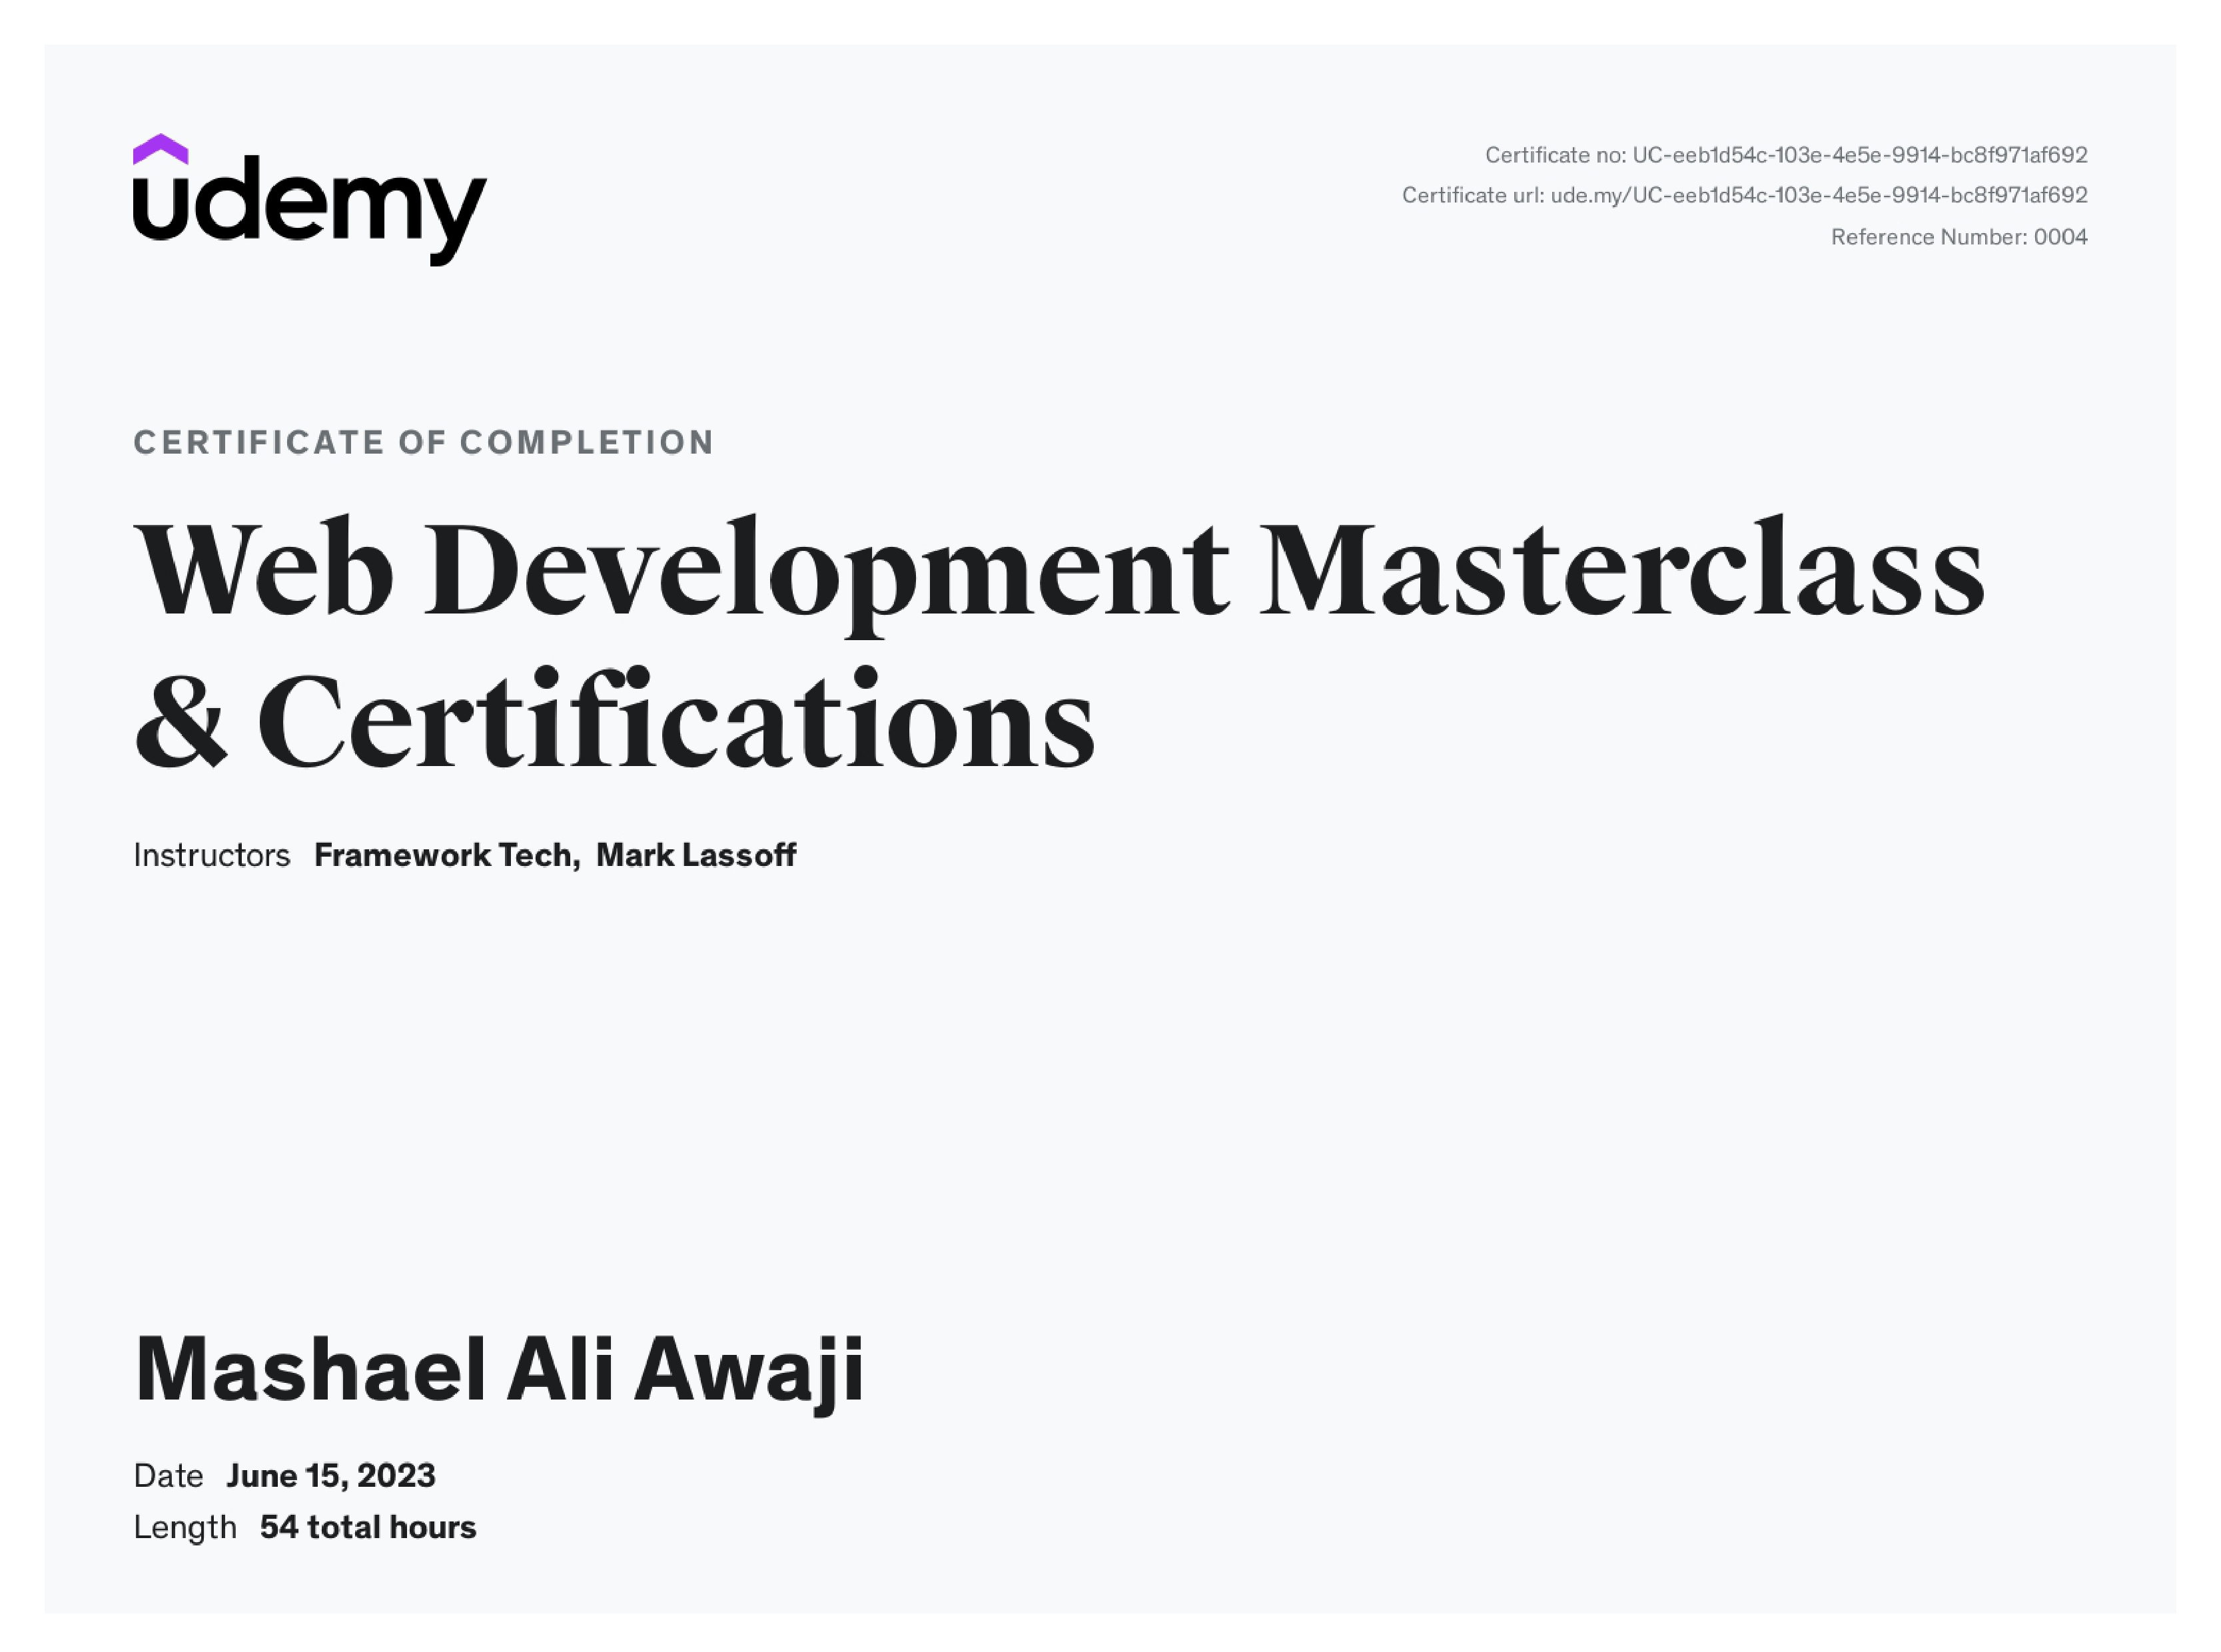 udemy
Certificate no: UC-eeb1d54c-103e-4e5e-9914-bc8f971af692
Certificate url: ude.my/UC-eeb1d54c-103e-4e5e-9914-bc8f971af692
Reference Number: 0004
CERTIFICATE OF COMPLETION
Web Development Masterclass
& Certifications
Instructors Framework Tech, Mark Lassoff
Mashael Ali Awaji
Date June 15, 2023
Length 54 total hours